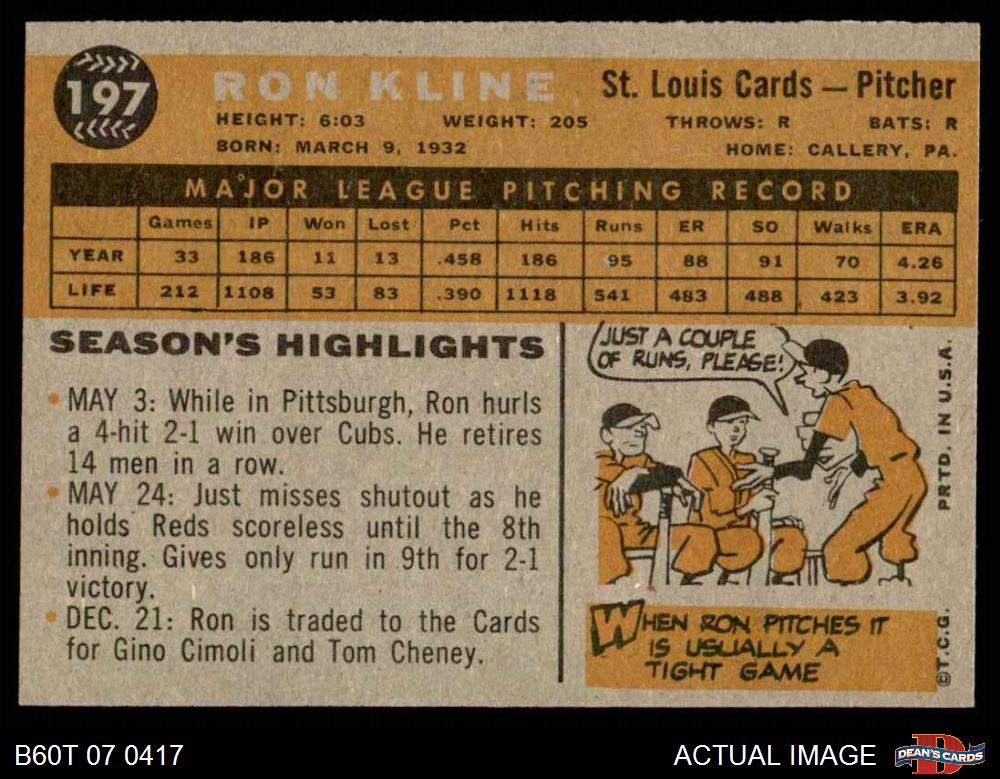 197
RON KLINE
St. Louis Cards — Pitcher
HEIGHT: 6:03 WEIGHT: 205 THROWS: R BATS: R
BORN: MARCH 9, 1932 HOME: CALLERY, PA.
MAJOR LEAGUE PITCHING RECORD
Games IP Won Lost Pct Hits Runs ER SO Walks ERA
YEAR 33 186 11 13 .458 186 95 88 91 70 4.26
LIFE 212 1108 53 83 .390 1118 541 483 488 423 3.92
SEASON'S HIGHLIGHTS
• MAY 3: While in Pittsburgh, Ron hurls
a 4-hit 2-1 win over Cubs. He retires
14 men in a row.
• MAY 24: Just misses shutout as he
holds Reds scoreless until the 8th
inning. Gives only run in 9th for 2-1
victory.
• DEC. 21: Ron is traded to the Cards
for Gino Cimoli and Tom Cheney.
JUST A COUPLE
OF RUNS, PLEASE!
WHEN RON PITCHES IT
IS USUALLY A
TIGHT GAME
PRTD. IN U.S.A.
©T.C.G.
B60T 07 0417
ACTUAL IMAGE
DEAN'S CARDS